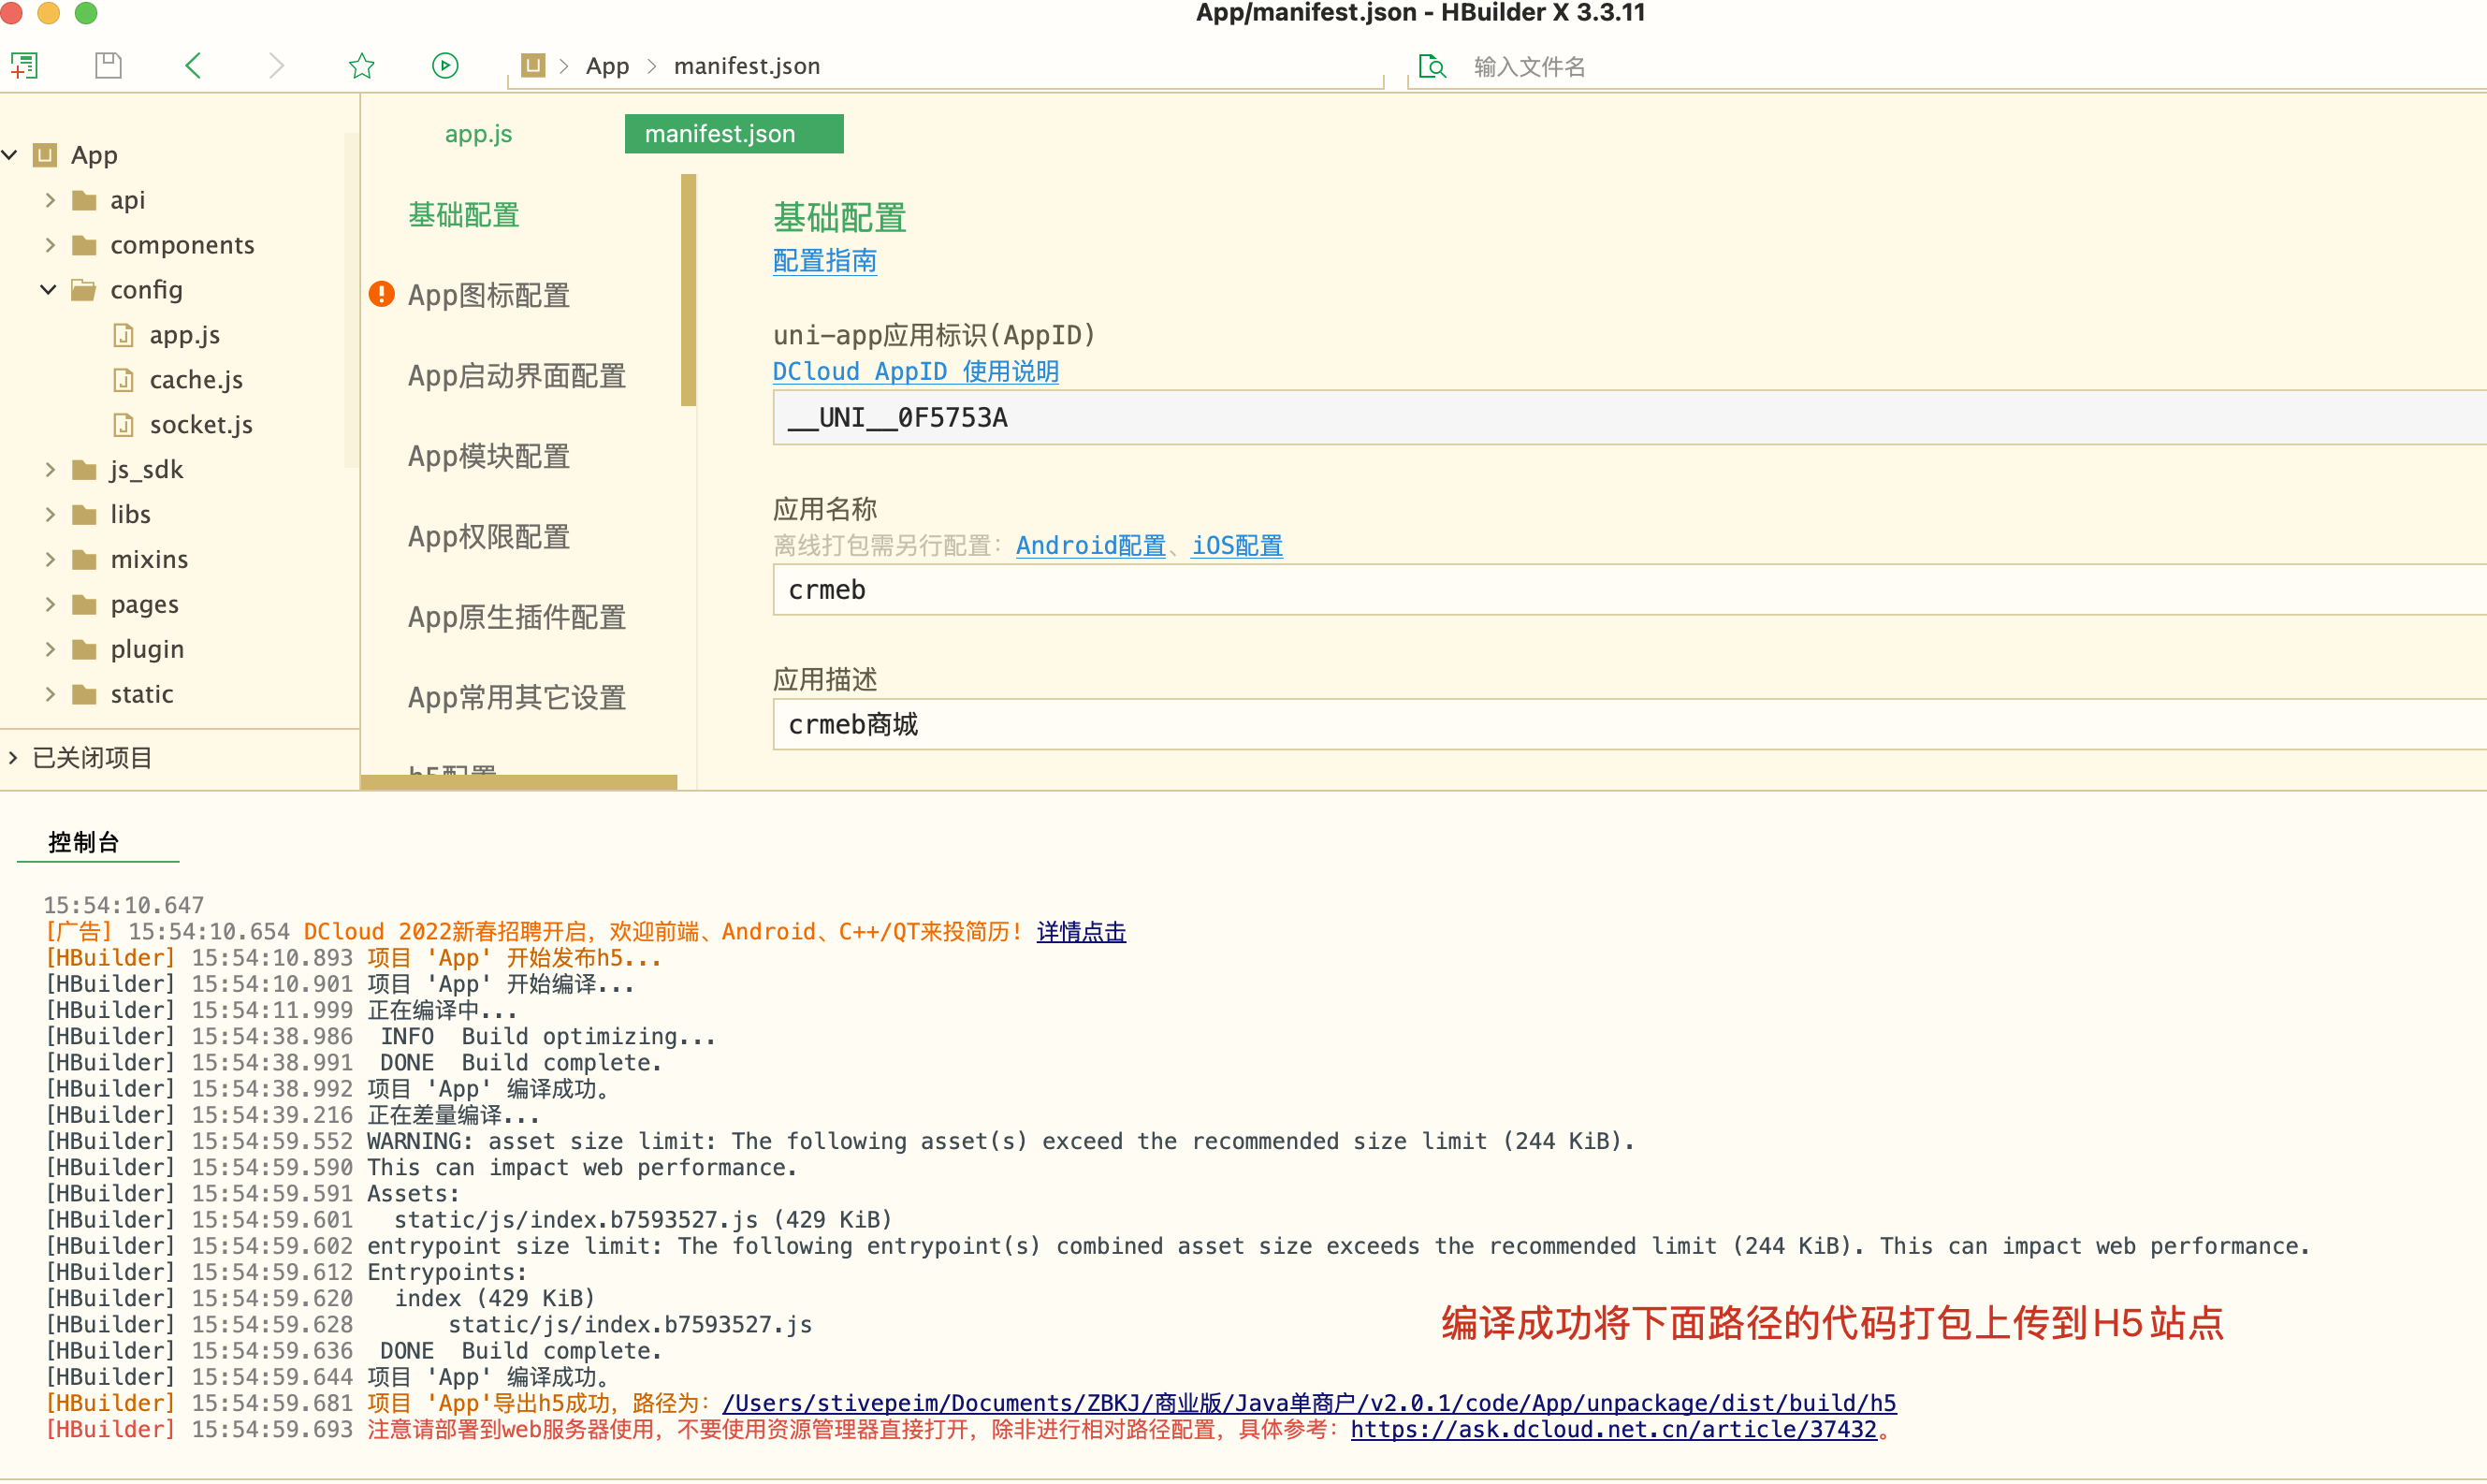 App/manifest.json - HBuilder X 3.3.11
App
manifest.json
输入文件名
App
api
components
config
app.js
cache.js
socket.js
js_sdk
libs
mixins
pages
plugin
static
已关闭项目
app.js
manifest.json
基础配置
App图标配置
App启动界面配置
App模块配置
App权限配置
App原生插件配置
App常用其它设置
h5配置
基础配置
配置指南
uni-app应用标识(AppID)
DCloud AppID 使用说明
__UNI__0F5753A
应用名称
离线打包需另行配置：Android配置、iOS配置
crmeb
应用描述
crmeb商城
控制台
15:54:10.647
[广告] 15:54:10.654 DCloud 2022新春招聘开启，欢迎前端、Android、C++/QT来投简历! 详情点击
[HBuilder] 15:54:10.893 项目 'App' 开始发布h5...
[HBuilder] 15:54:10.901 项目 'App' 开始编译...
[HBuilder] 15:54:11.999 正在编译中...
[HBuilder] 15:54:38.986 INFO Build optimizing...
[HBuilder] 15:54:38.991 DONE Build complete.
[HBuilder] 15:54:38.992 项目 'App' 编译成功。
[HBuilder] 15:54:39.216 正在差量编译...
[HBuilder] 15:54:59.552 WARNING: asset size limit: The following asset(s) exceed the recommended size limit (244 KiB).
[HBuilder] 15:54:59.590 This can impact web performance.
[HBuilder] 15:54:59.591 Assets:
[HBuilder] 15:54:59.601 static/js/index.b7593527.js (429 KiB)
[HBuilder] 15:54:59.602 entrypoint size limit: The following entrypoint(s) combined asset size exceeds the recommended limit (244 KiB). This can impact web performance.
[HBuilder] 15:54:59.612 Entrypoints:
[HBuilder] 15:54:59.620 index (429 KiB)
[HBuilder] 15:54:59.628 static/js/index.b7593527.js
编译成功将下面路径的代码打包上传到H5站点
[HBuilder] 15:54:59.636 DONE Build complete.
[HBuilder] 15:54:59.644 项目 'App' 编译成功。
[HBuilder] 15:54:59.681 项目 'App'导出h5成功，路径为：/Users/stivepeim/Documents/ZBKJ/商业版/Java单商户/v2.0.1/code/App/unpackage/dist/build/h5
[HBuilder] 15:54:59.693 注意请部署到web服务器使用，不要使用资源管理器直接打开，除非进行相对路径配置，具体参考：https://ask.dcloud.net.cn/article/37432。